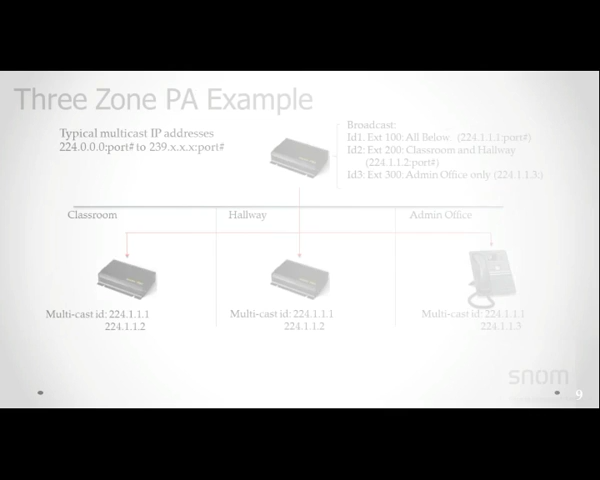 Three Zone PA Example
Typical multicast IP addresses
224.0.0.0:port# to 239.x.x.x:port#
Broadcast:
Id1. Ext 100: All Below. (224.1.1.1:port#)
Id2: Ext 200: Classroom and Hallway
(224.1.1.2:port#)
Id3: Ext 300: Admin Office only (224.1.1.3:)
Classroom
Hallway
Admin Office
Multi-cast id: 224.1.1.1
224.1.1.2
Multi-cast id: 224.1.1.1
224.1.1.2
Multi-cast id: 224.1.1.1
224.1.1.3
snom
9